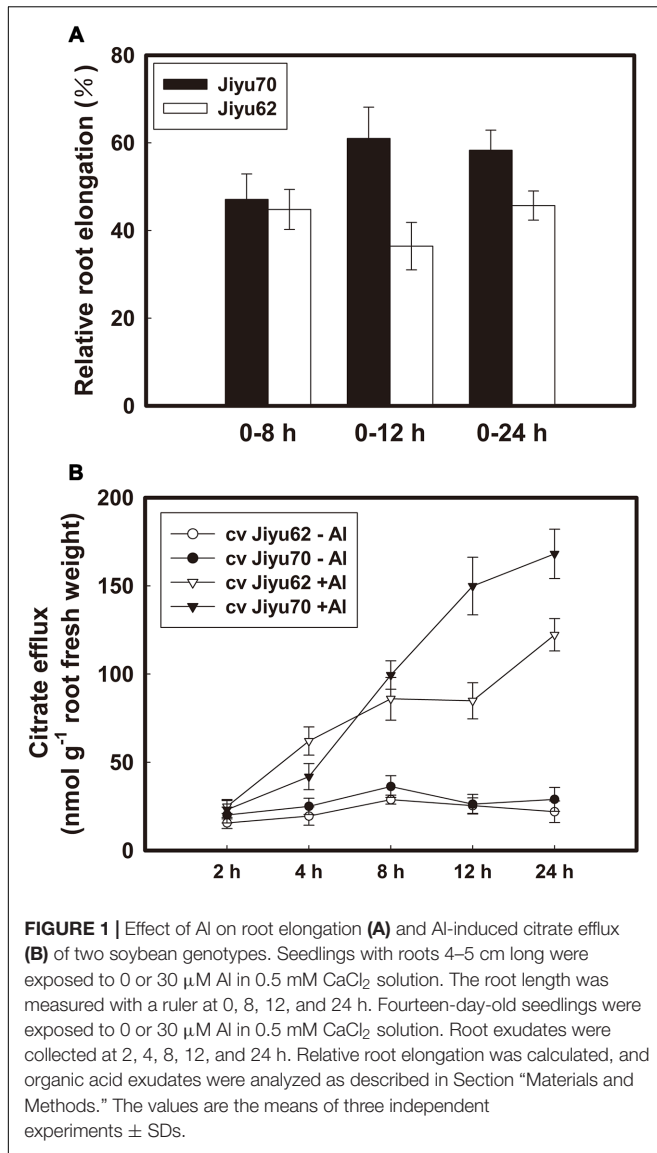 A
80
60
40
20
0
Relative root elongation (%)
Jiyu70
Jiyu62
0-8 h 0-12 h 0-24 h
B
200
150
100
50
0
Citrate efflux
(nmol g⁻¹ root fresh weight)
cv Jiyu62 - Al
cv Jiyu70 - Al
cv Jiyu62 +Al
cv Jiyu70 +Al
2 h 4 h 8 h 12 h 24 h
FIGURE 1 | Effect of Al on root elongation (A) and Al-induced citrate efflux
(B) of two soybean genotypes. Seedlings with roots 4–5 cm long were
exposed to 0 or 30 μM Al in 0.5 mM CaCl₂ solution. The root length was
measured with a ruler at 0, 8, 12, and 24 h. Fourteen-day-old seedlings were
exposed to 0 or 30 μM Al in 0.5 mM CaCl₂ solution. Root exudates were
collected at 2, 4, 8, 12, and 24 h. Relative root elongation was calculated, and
organic acid exudates were analyzed as described in Section “Materials and
Methods.” The values are the means of three independent
experiments ± SDs.